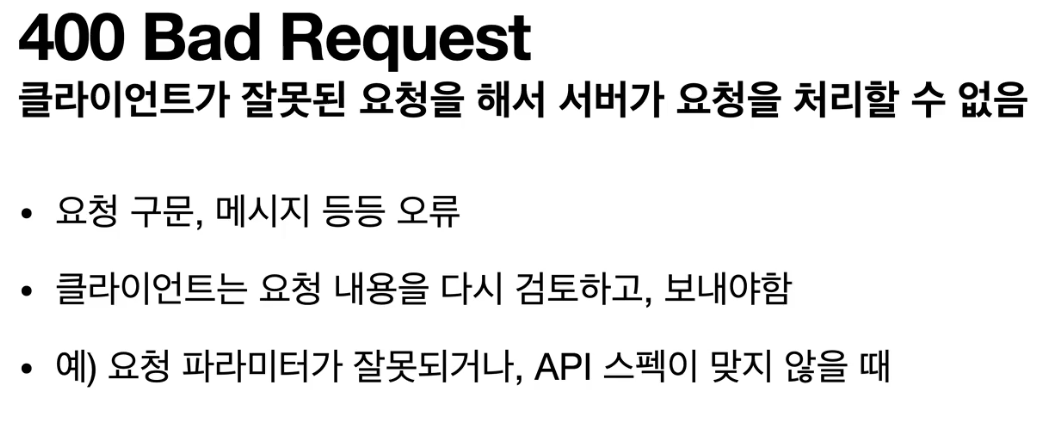 400 Bad Request
클라이언트가 잘못된 요청을 해서 서버가 요청을 처리할 수 없음
• 요청 구문, 메시지 등등 오류
• 클라이언트는 요청 내용을 다시 검토하고, 보내야함
• 예) 요청 파라미터가 잘못되거나, API 스펙이 맞지 않을 때